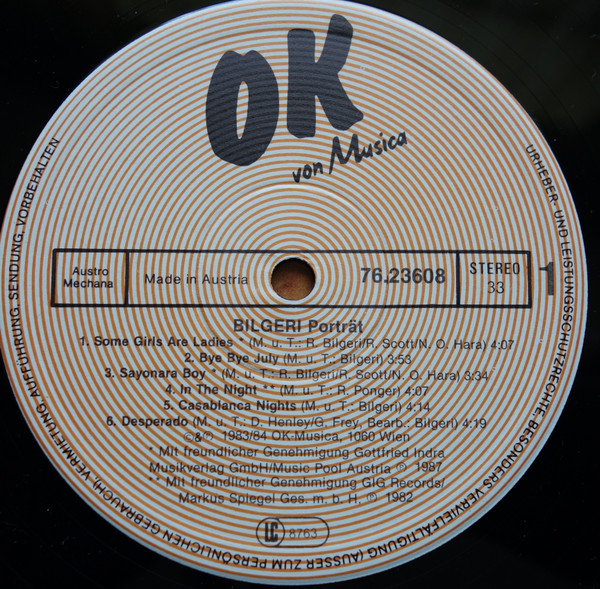 OK
von Musica
Austro
Mechana
Made in Austria
76.23608
STEREO
33
1
BILGERI Porträt
1. Some Girls Are Ladies * (M. u. T.: R. Bilgeri/R. Scott/N. O. Hara) 4:07
2. Bye Bye July (M. u. T.: Bilgeri) 3:53
3. Sayonara Boy * (M. u. T.: R. Bilgeri/R. Scott/N. O. Hara) 3:34
4. In The Night ** (M. u. T.: R. Ponger) 4:07
5. Casablanca Nights (M. u. T.: Bilgeri) 4:14
6. Desperado (M. u. T.: D. Henley/G. Frey, Bearb.: Bilgeri) 4:19
©&℗ 1983/84 OK-Musica, 1060 Wien
* Mit freundlicher Genehmigung Gottfried Indra
Musikverlag GmbH/Music Pool Austria ℗ 1987
** Mit freundlicher Genehmigung GIG Records/
Markus Spiegel Ges. m. b. H. ℗ 1982
LC 8763
URHEBER- UND LEISTUNGSSCHUTZRECHTE, BESONDERS VERVIELFÄLTIGUNG (AUSSER ZUM PERSÖNLICHEN GEBRAUCH), VERMIETUNG, AUFFÜHRUNG, SENDUNG, VORBEHALTEN